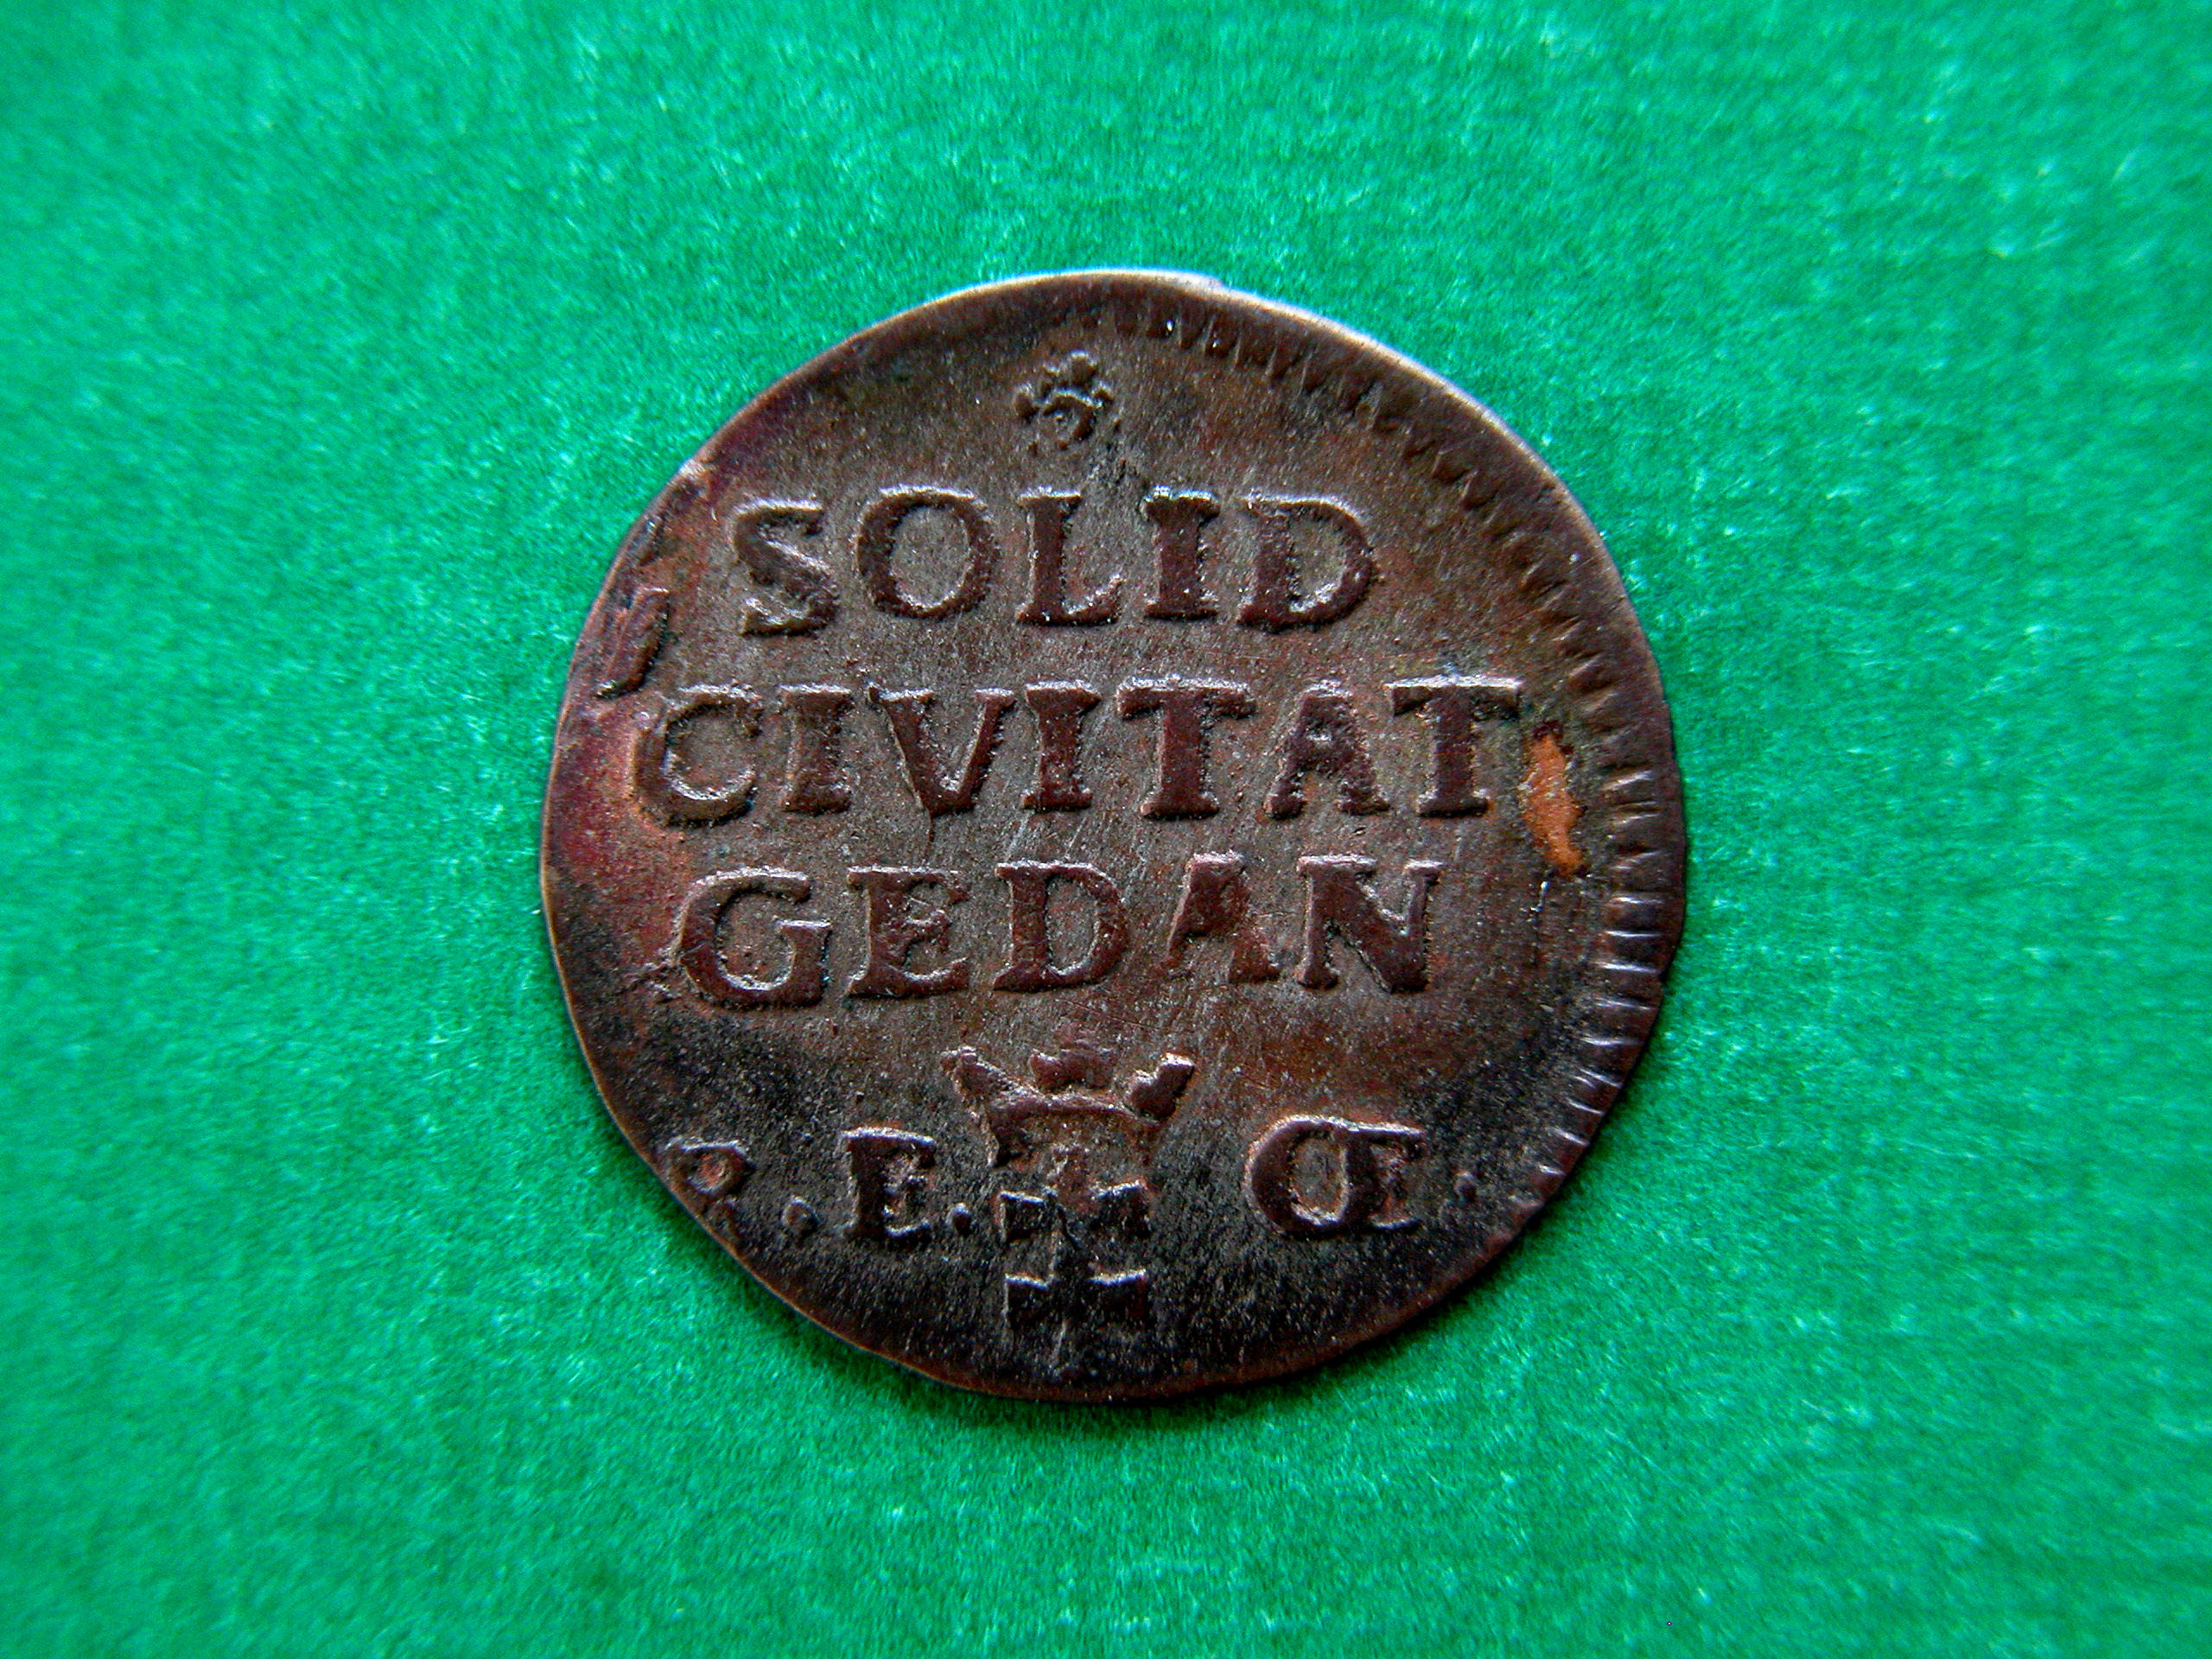 SOLID
CIVITAT
GEDAN
R. E. Œ.